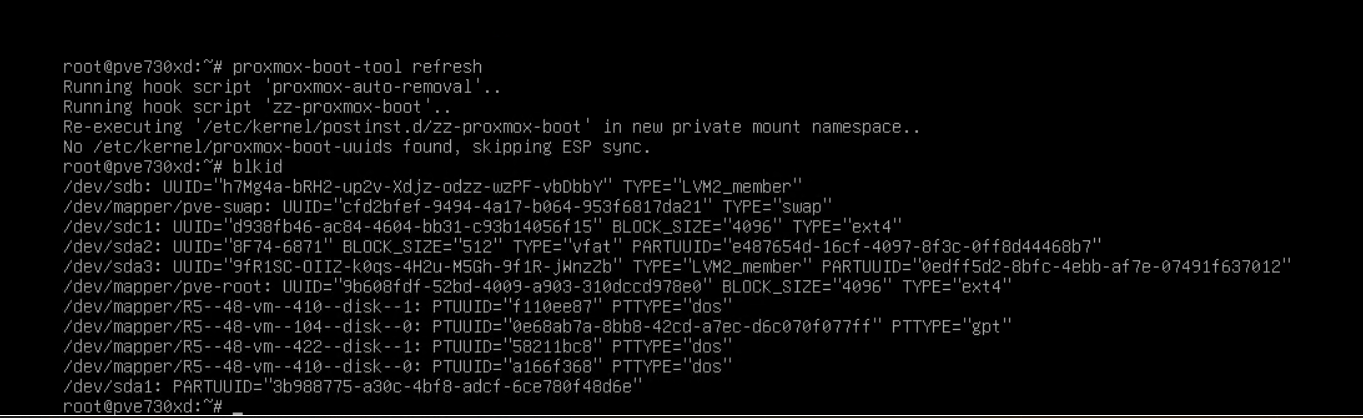 root@pve730xd:~# proxmox-boot-tool refresh
Running hook script 'proxmox-auto-removal'..
Running hook script 'zz-proxmox-boot'..
Re-executing '/etc/kernel/postinst.d/zz-proxmox-boot' in new private mount namespace..
No /etc/kernel/proxmox-boot-uuids found, skipping ESP sync.
root@pve730xd:~# blkid
/dev/sdb: UUID="h7Mg4a-bRH2-up2v-Xdjz-odzz-wzPF-vbDbbY" TYPE="LVM2_member"
/dev/mapper/pve-swap: UUID="cfd2bfef-9494-4a17-b064-953f6817da21" TYPE="swap"
/dev/sdc1: UUID="d938fb46-ac84-4604-bb31-c93b14056f15" BLOCK_SIZE="4096" TYPE="ext4"
/dev/sda2: UUID="8F74-6871" BLOCK_SIZE="512" TYPE="vfat" PARTUUID="e487654d-16cf-4097-8f3c-0ff8d44468b7"
/dev/sda3: UUID="9fR1SC-OIIZ-k0qs-4H2u-M5Gh-9f1R-jWnzZb" TYPE="LVM2_member" PARTUUID="0edff5d2-8bfc-4ebb-af7e-07491f637012"
/dev/mapper/pve-root: UUID="9b608fdf-52bd-4009-a903-310dccd978e0" BLOCK_SIZE="4096" TYPE="ext4"
/dev/mapper/R5--48-vm--410--disk--1: PTUUID="f110ee87" PTTYPE="dos"
/dev/mapper/R5--48-vm--104--disk--0: PTUUID="0e68ab7a-8bb8-42cd-a7ec-d6c070f077ff" PTTYPE="gpt"
/dev/mapper/R5--48-vm--422--disk--1: PTUUID="58211bc8" PTTYPE="dos"
/dev/mapper/R5--48-vm--410--disk--0: PTUUID="a166f368" PTTYPE="dos"
/dev/sda1: PARTUUID="3b988775-a30c-4bf8-adcf-6ce780f48d6e"
root@pve730xd:~# _